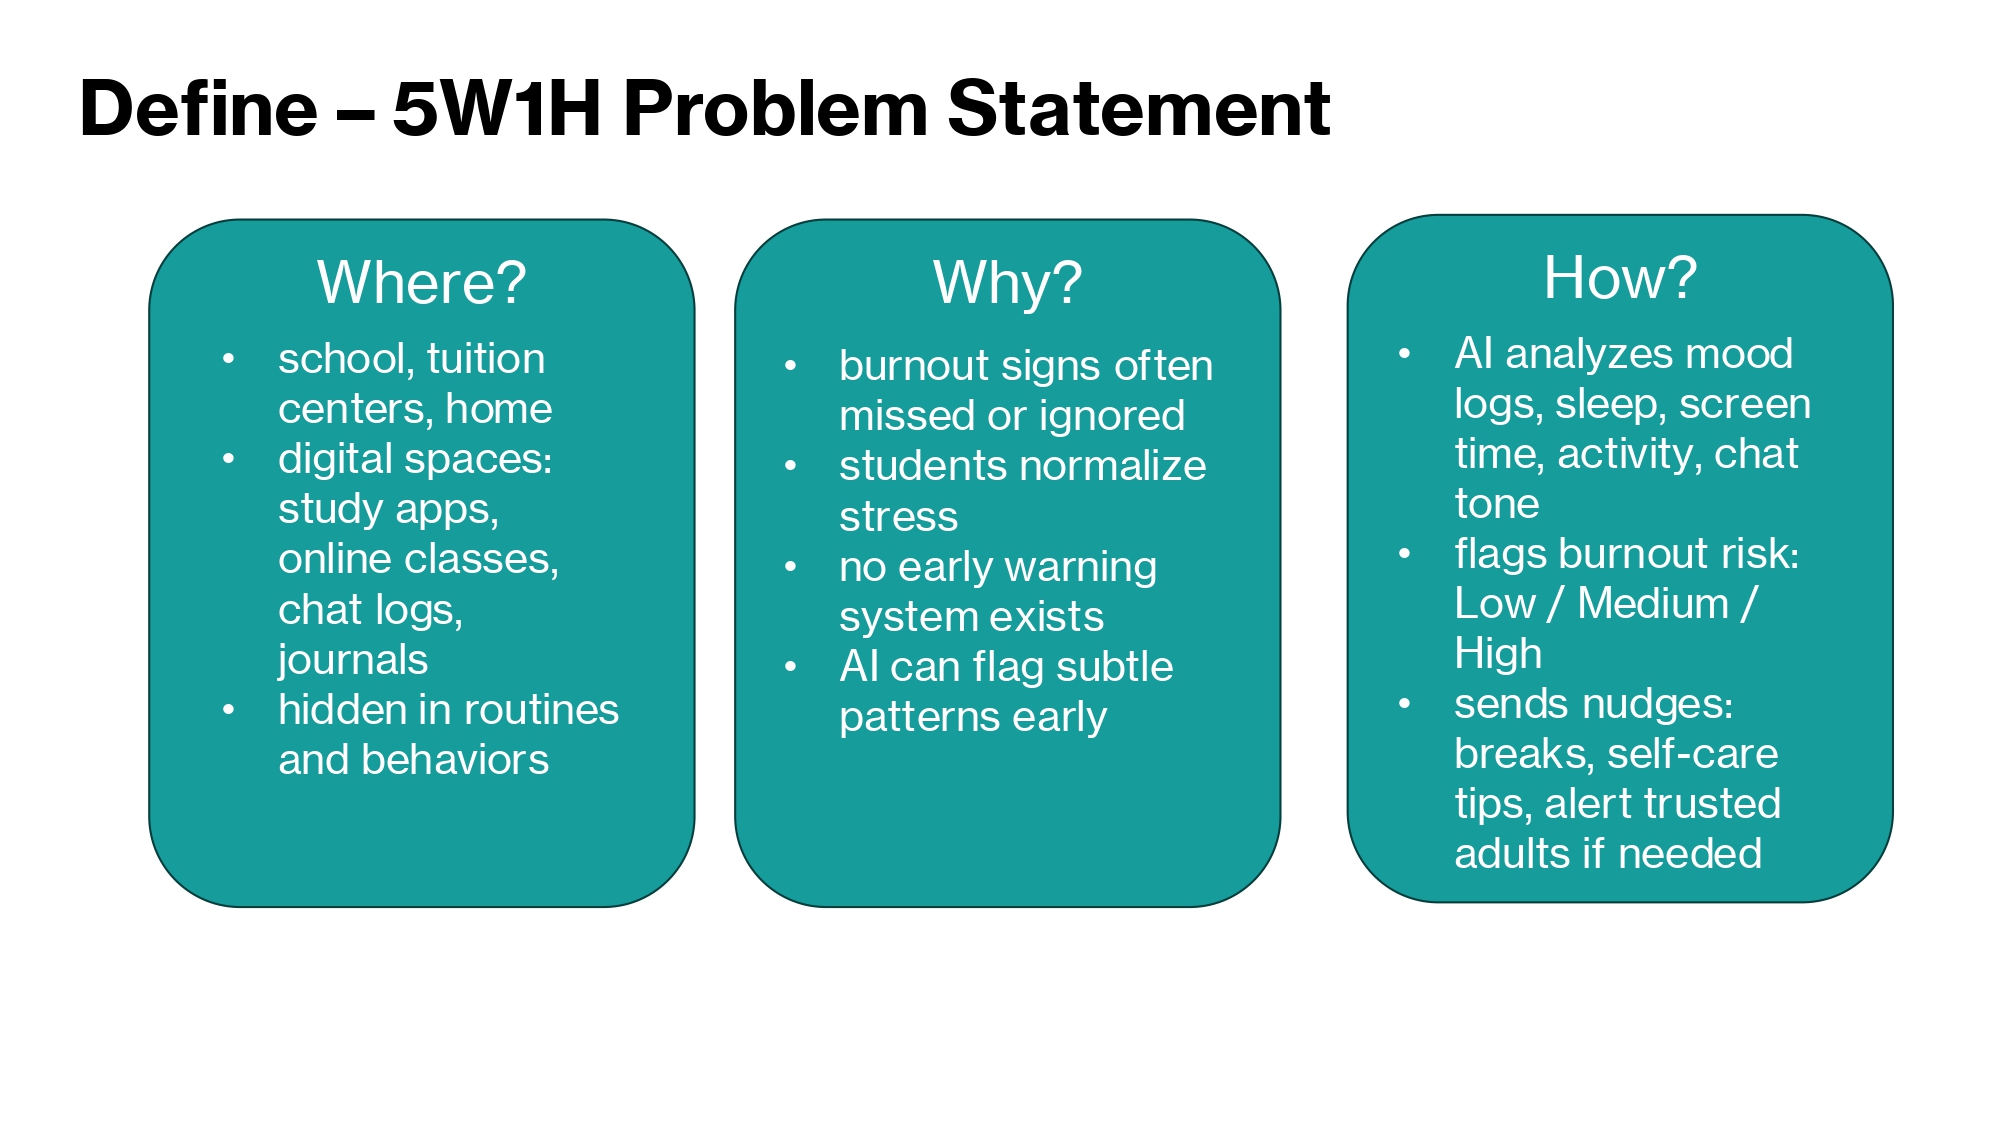 Define – 5W1H Problem Statement
Where?
• school, tuition
centers, home
• digital spaces:
study apps,
online classes,
chat logs,
journals
• hidden in routines
and behaviors
Why?
• burnout signs often
missed or ignored
• students normalize
stress
• no early warning
system exists
• AI can flag subtle
patterns early
How?
• AI analyzes mood
logs, sleep, screen
time, activity, chat
tone
• flags burnout risk:
Low / Medium /
High
• sends nudges:
breaks, self-care
tips, alert trusted
adults if needed